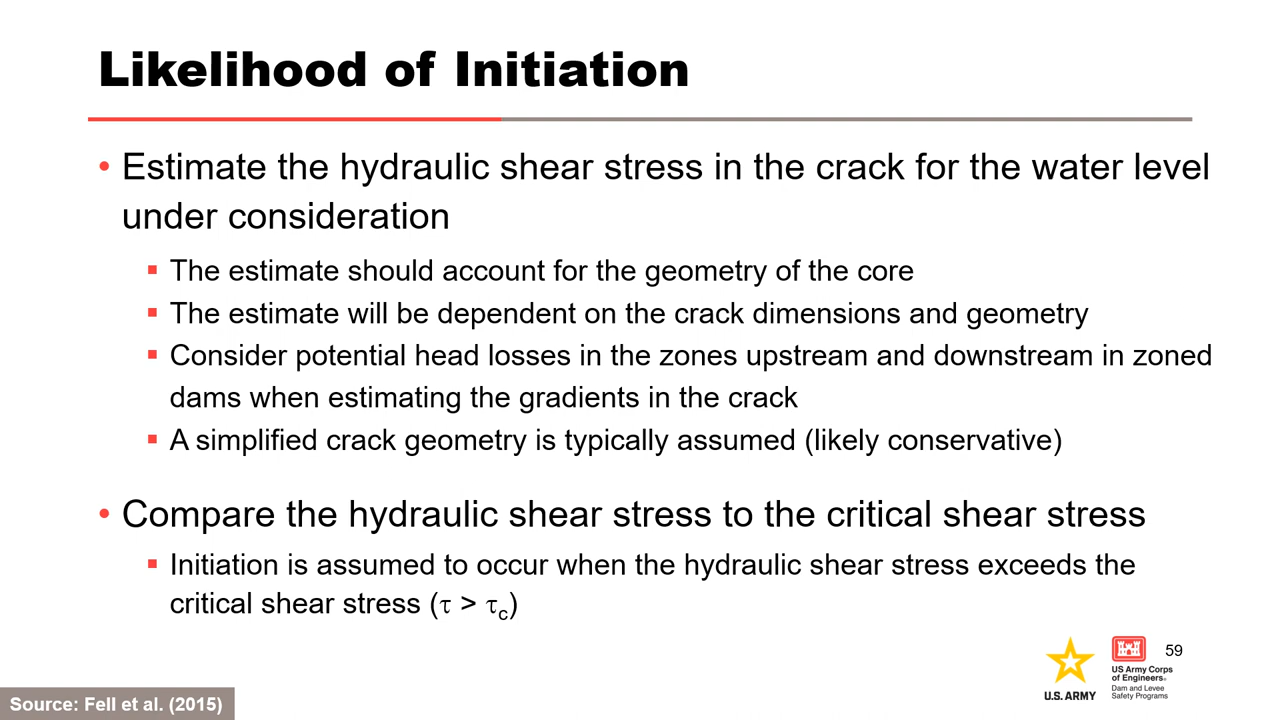 Likelihood of Initiation
• Estimate the hydraulic shear stress in the crack for the water level
under consideration
▪ The estimate should account for the geometry of the core
▪ The estimate will be dependent on the crack dimensions and geometry
▪ Consider potential head losses in the zones upstream and downstream in zoned
dams when estimating the gradients in the crack
▪ A simplified crack geometry is typically assumed (likely conservative)
• Compare the hydraulic shear stress to the critical shear stress
▪ Initiation is assumed to occur when the hydraulic shear stress exceeds the
critical shear stress (τ > τc)
59
U.S. ARMY
US Army Corps
of Engineers®
Dam and Levee
Safety Programs
Source: Fell et al. (2015)